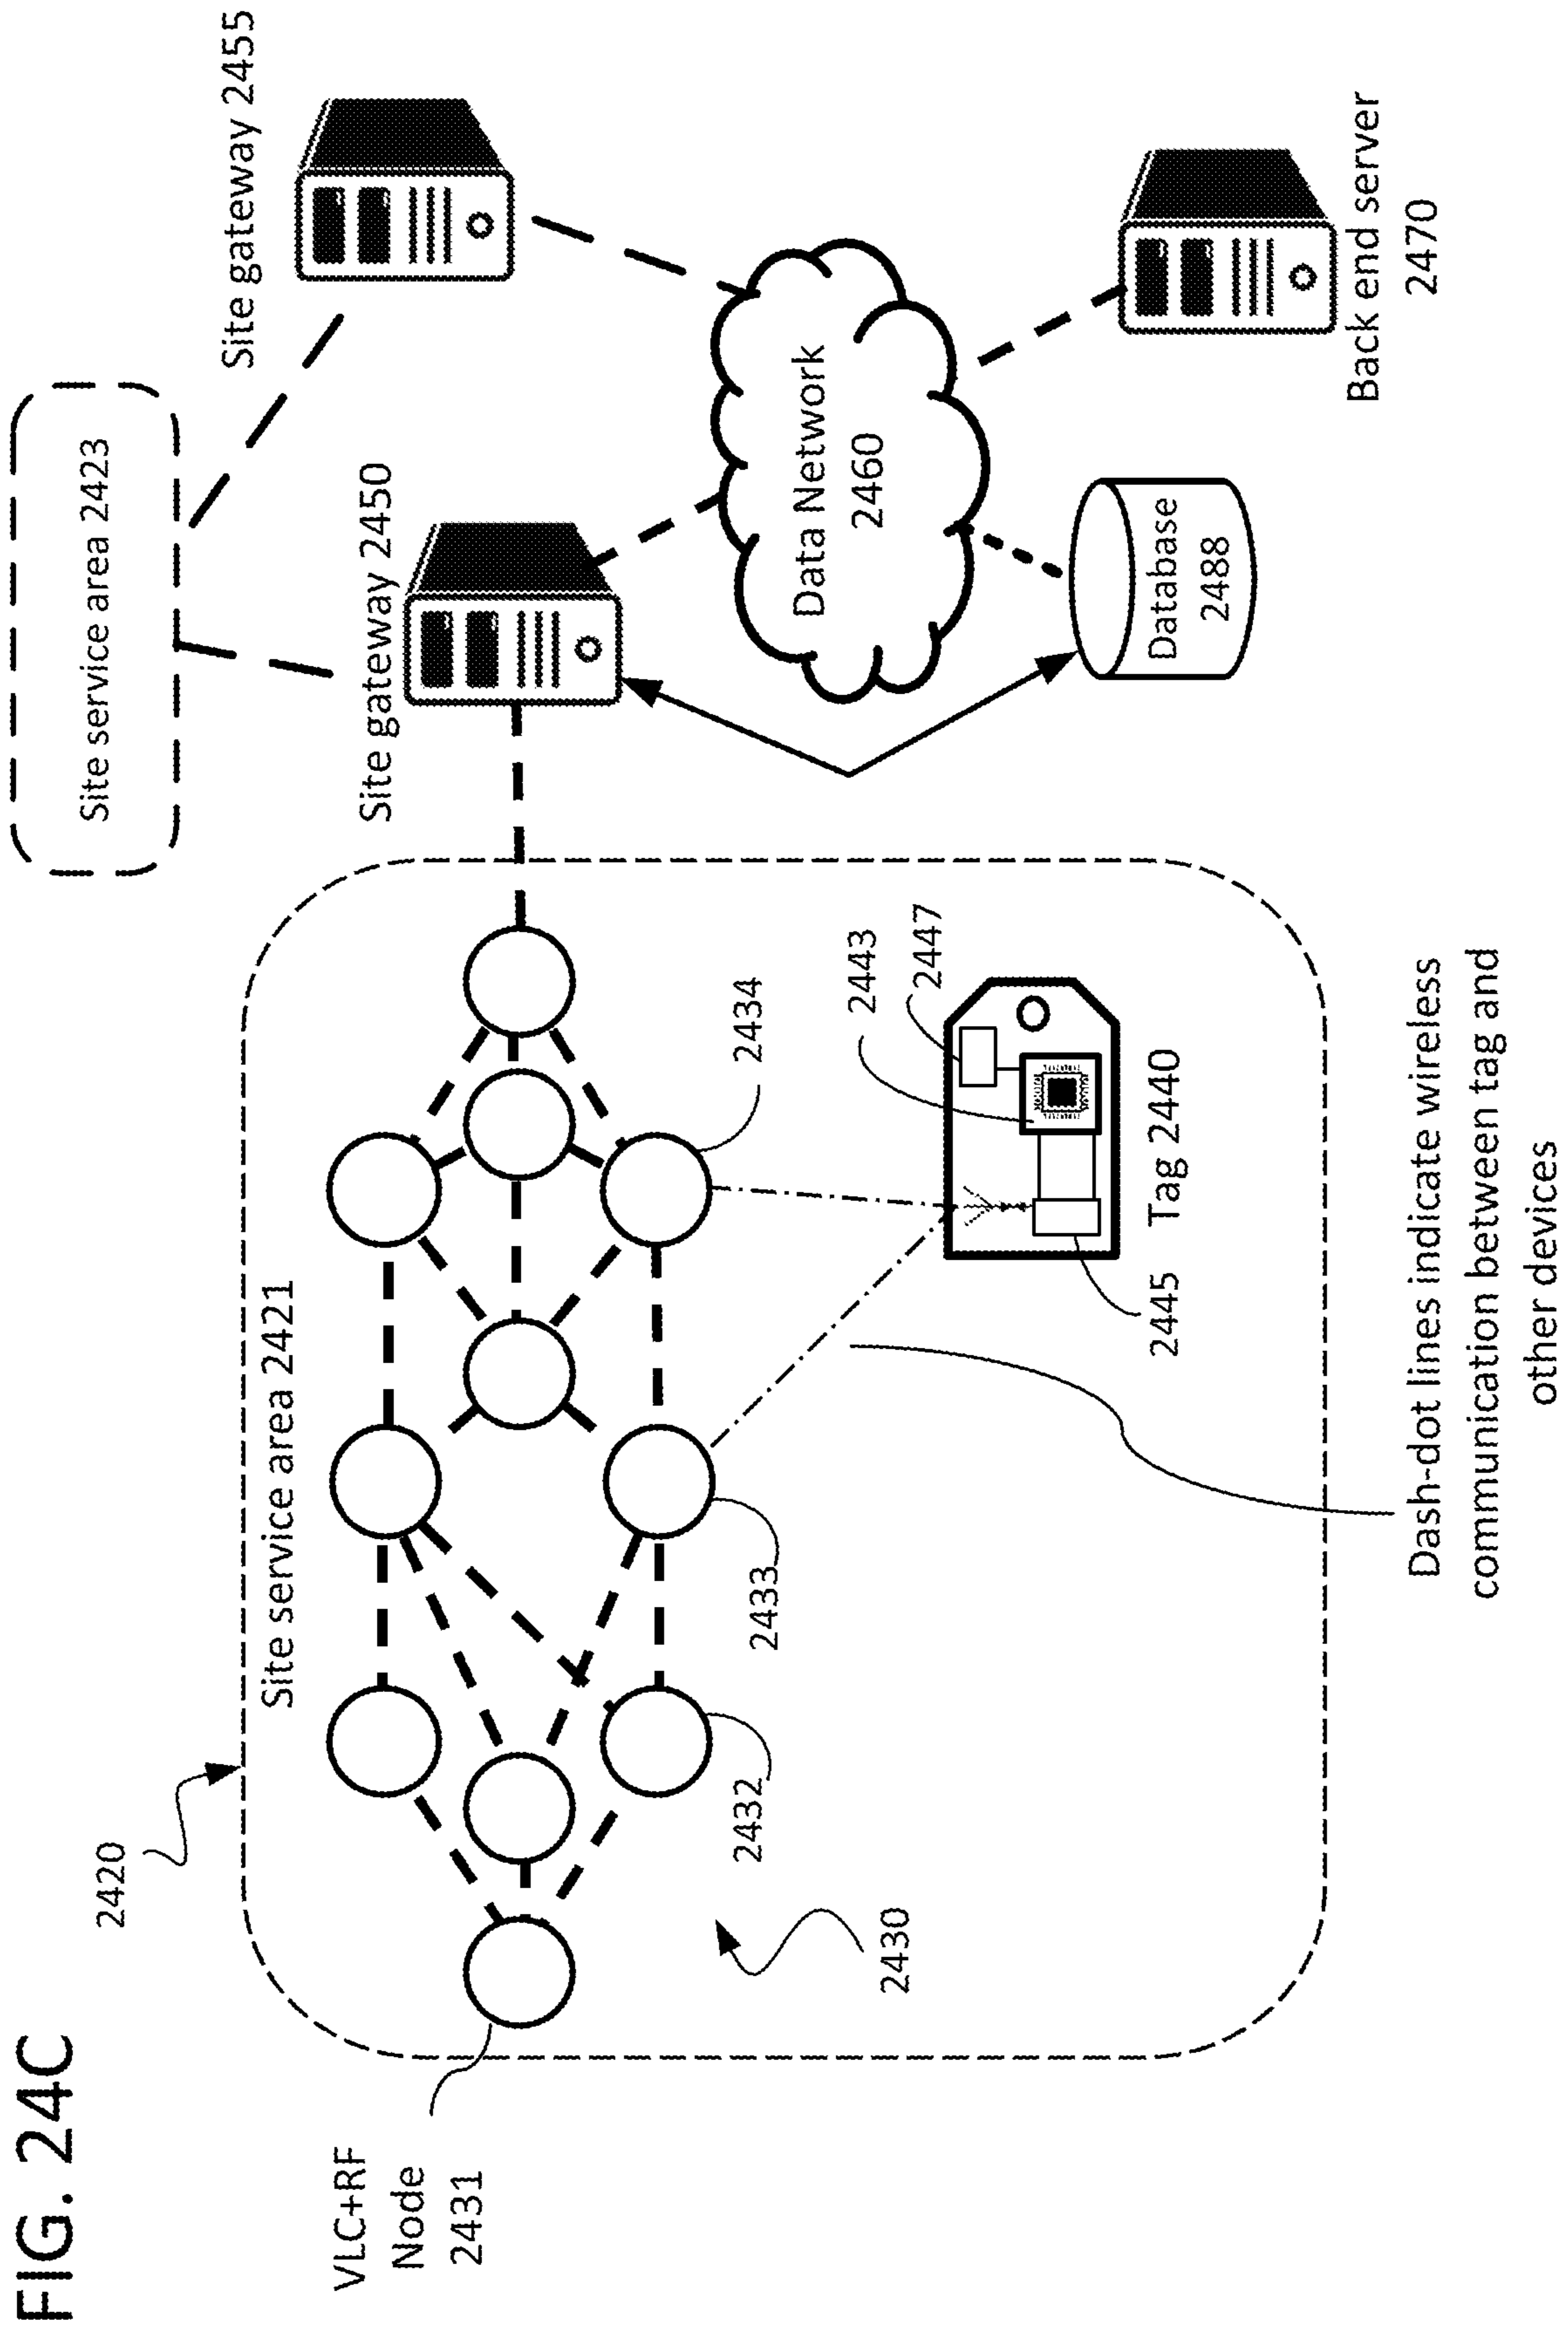 FIG. 24C
2420
Site service area 2423
Site gateway 2455
Site service area 2421
Site gateway 2450
VLC+RF
Node
2431
2434
2433
2432
2430
2443
2447
Tag 2440
2445
Data Network
2460
Database
2488
Back end server
2470
Dash-dot lines indicate wireless
communication between tag and
other devices